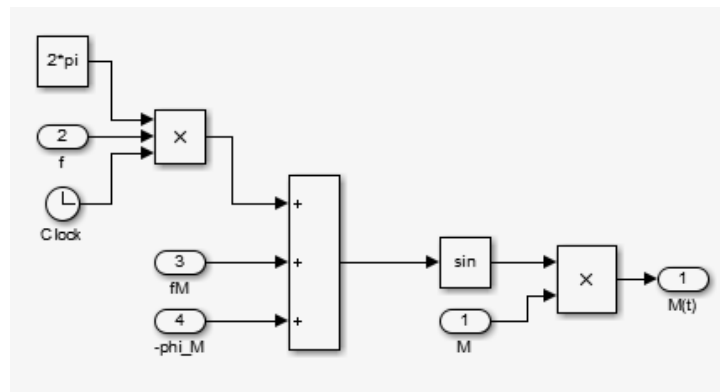 2*pi
2
f
×
Clock
+
3
fM
+
4
-phi_M
+
sin
1
M
×
1
M(t)